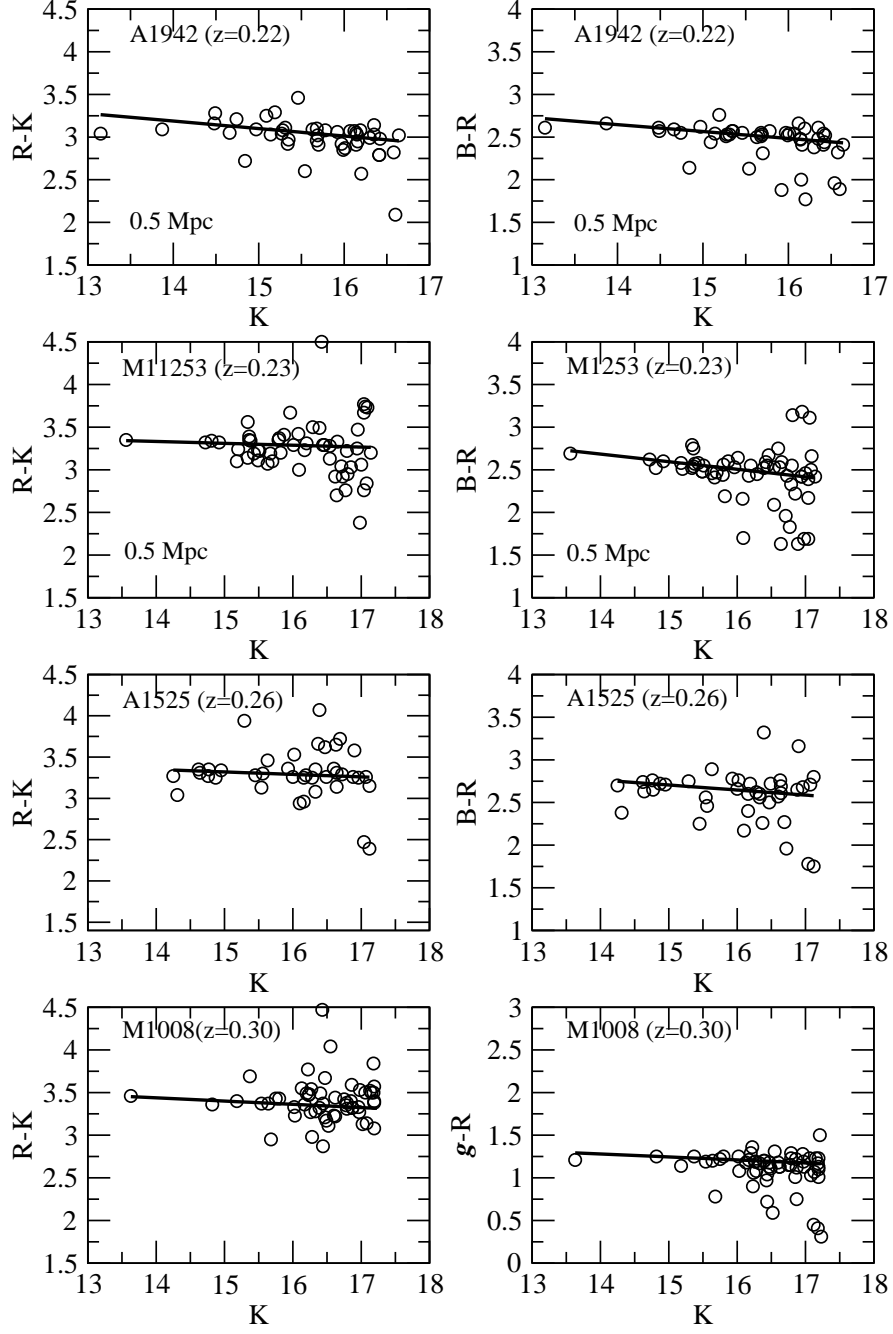 A1942 (z=0.22)
4.5
4
3.5
3
2.5
2
1.5
R-K
0.5 Mpc
13 14 15 16 17
K
A1942 (z=0.22)
4
3.5
3
2.5
2
1.5
1
B-R
0.5 Mpc
13 14 15 16 17
K
M11253 (z=0.23)
4.5
4
3.5
3
2.5
2
1.5
R-K
0.5 Mpc
13 14 15 16 17 18
K
M1253 (z=0.23)
4
3.5
3
2.5
2
1.5
1
B-R
0.5 Mpc
13 14 15 16 17 18
K
A1525 (z=0.26)
4.5
4
3.5
3
2.5
2
1.5
R-K
13 14 15 16 17 18
K
A1525 (z=0.26)
4
3.5
3
2.5
2
1.5
1
B-R
13 14 15 16 17 18
K
M1008(z=0.30)
4.5
4
3.5
3
2.5
2
1.5
R-K
13 14 15 16 17 18
K
M1008 (z=0.30)
3
2.5
2
1.5
1
0.5
0
g-R
13 14 15 16 17 18
K